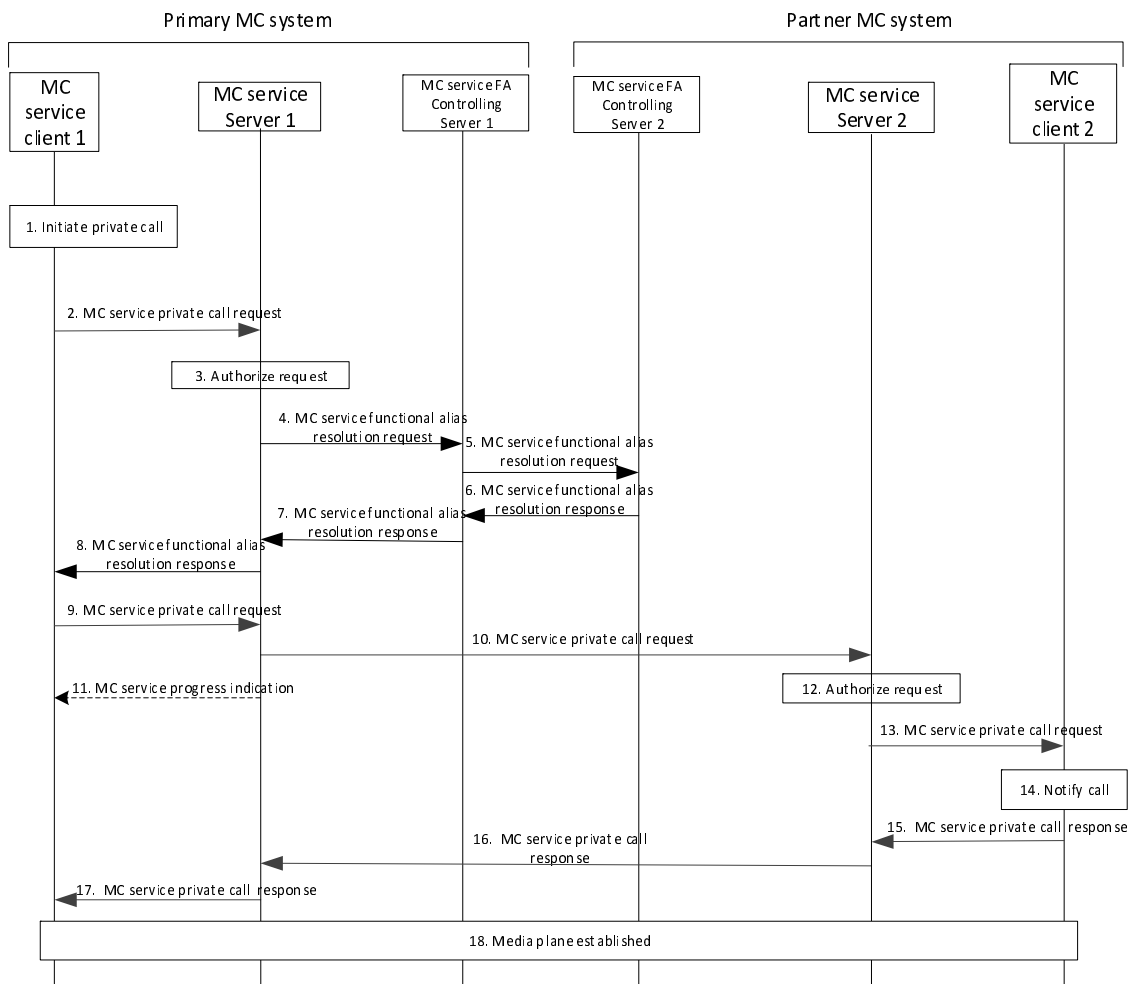 Primary MC system
Partner MC system
MC
service
client 1
MC service
Server 1
MC service FA
Controlling
Server 1
MC service FA
Controlling
Server 2
MC service
Server 2
MC
service
client 2
1. Initiate private call
2. MC service private call request
3. Authorize request
4. MC service functional alias
resolution request
5. MC service functional alias
resolution request
6. MC service functional alias
resolution response
7. MC service functional alias
resolution response
8. MC service functional alias
resolution response
9. MC service private call request
10. MC service private call request
11. MC service progress indication
12. Authorize request
13. MC service private call request
14. Notify call
15. MC service private call response
16. MC service private call
response
17. MC service private call response
18. Media plane established